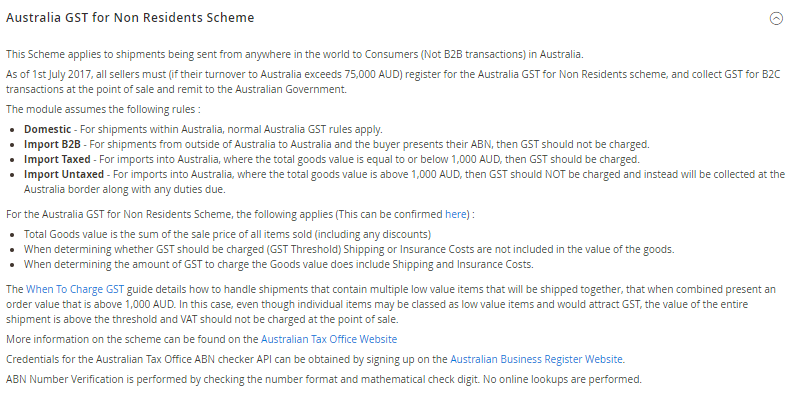 Australia GST for Non Residents Scheme
This Scheme applies to shipments being sent from anywhere in the world to Consumers (Not B2B transactions) in Australia.
As of 1st July 2017, all sellers must (if their turnover to Australia exceeds 75,000 AUD) register for the Australia GST for Non Residents scheme, and collect GST for B2C
transactions at the point of sale and remit to the Australian Government.
The module assumes the following rules :
• Domestic - For shipments within Australia, normal Australia GST rules apply.
• Import B2B - For shipments from outside of Australia to Australia and the buyer presents their ABN, then GST should not be charged.
• Import Taxed - For imports into Australia, where the total goods value is equal to or below 1,000 AUD, then GST should be charged.
• Import Untaxed - For imports into Australia, where the total goods value is above 1,000 AUD, then GST should NOT be charged and instead will be collected at the
Australia border along with any duties due.
For the Australia GST for Non Residents Scheme, the following applies (This can be confirmed here) :
• Total Goods value is the sum of the sale price of all items sold (including any discounts)
• When determining whether GST should be charged (GST Threshold) Shipping or Insurance Costs are not included in the value of the goods.
• When determining the amount of GST to charge the Goods value does include Shipping and Insurance Costs.
The When To Charge GST guide details how to handle shipments that contain multiple low value items that will be shipped together, that when combined present an
order value that is above 1,000 AUD. In this case, even though individual items may be classed as low value items and would attract GST, the value of the entire
shipment is above the threshold and VAT should not be charged at the point of sale.
More information on the scheme can be found on the Australian Tax Office Website
Credentials for the Australian Tax Office ABN checker API can be obtained by signing up on the Australian Business Register Website.
ABN Number Verification is performed by checking the number format and mathematical check digit. No online lookups are performed.